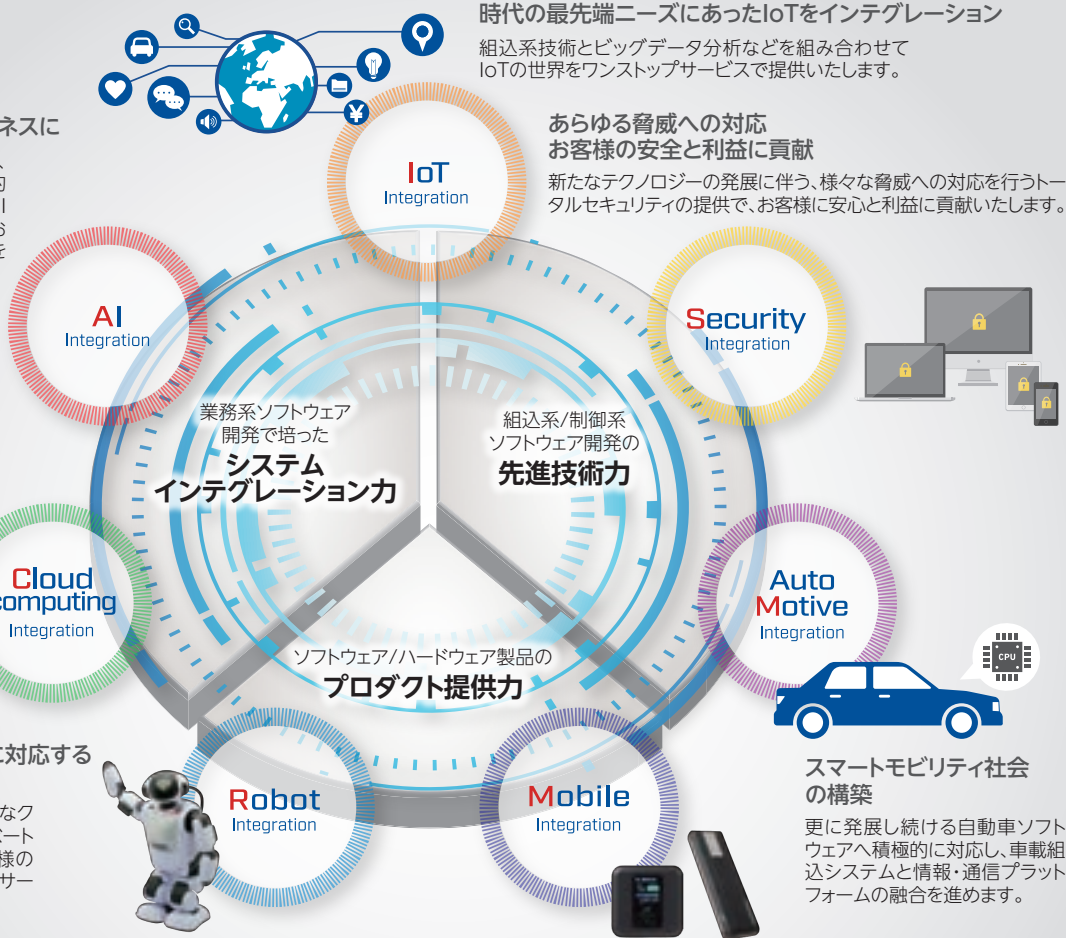 時代の最先端ニーズにあったIoTをインテグレーション
組込系技術とビッグデータ分析などを組み合わせて
IoTの世界をワンストップサービスで提供いたします。
¥
ネスに
、
的
I
お
を
IoT
Integration
あらゆる脅威への対応
お客様の安全と利益に貢献
新たなテクノロジーの発展に伴う、様々な脅威への対応を行うトー
タルセキュリティの提供で、お客様に安心と利益に貢献いたします。
AI
Integration
Security
Integration
業務系ソフトウェア
開発で培った
システム
インテグレーション力
組込系/制御系
ソフトウェア開発の
先進技術力
Cloud
computing
Integration
Auto
Motive
Integration
CPU
ソフトウェア/ハードウェア製品の
プロダクト提供力
に対応する
なク
パート
様の
サー
Robot
Integration
Mobile
Integration
スマートモビリティ社会
の構築
更に発展し続ける自動車ソフト
ウェアへ積極的に対応し、車載組
込システムと情報・通信プラット
フォームの融合を進めます。